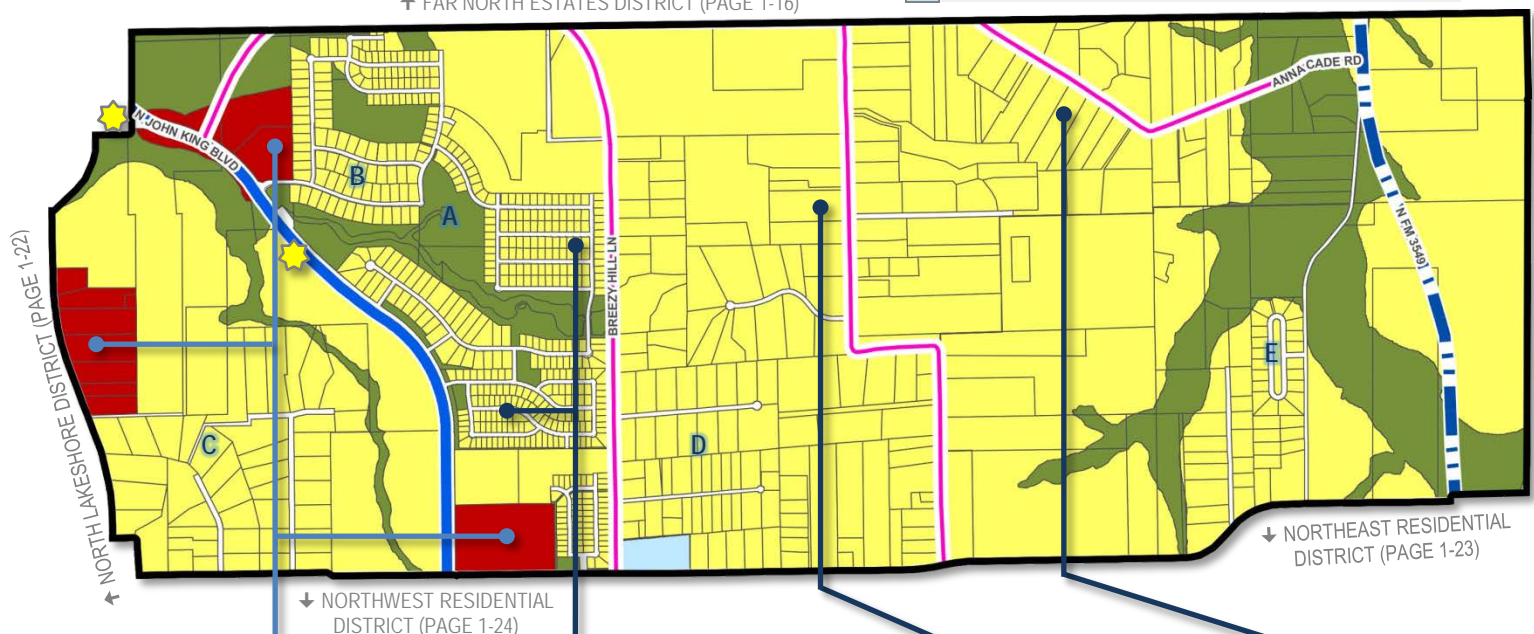 ↑ FAR NORTH ESTATES DISTRICT (PAGE 1-16)
ANNA CADE RD
N JOHN KING BLVD
B
A
N FM 3549
BREEZY HILL LN
↑ NORTH LAKESHORE DISTRICT (PAGE 1-22)
E
C
D
↓ NORTHEAST RESIDENTIAL
DISTRICT (PAGE 1-23)
↓ NORTHWEST RESIDENTIAL
DISTRICT (PAGE 1-24)